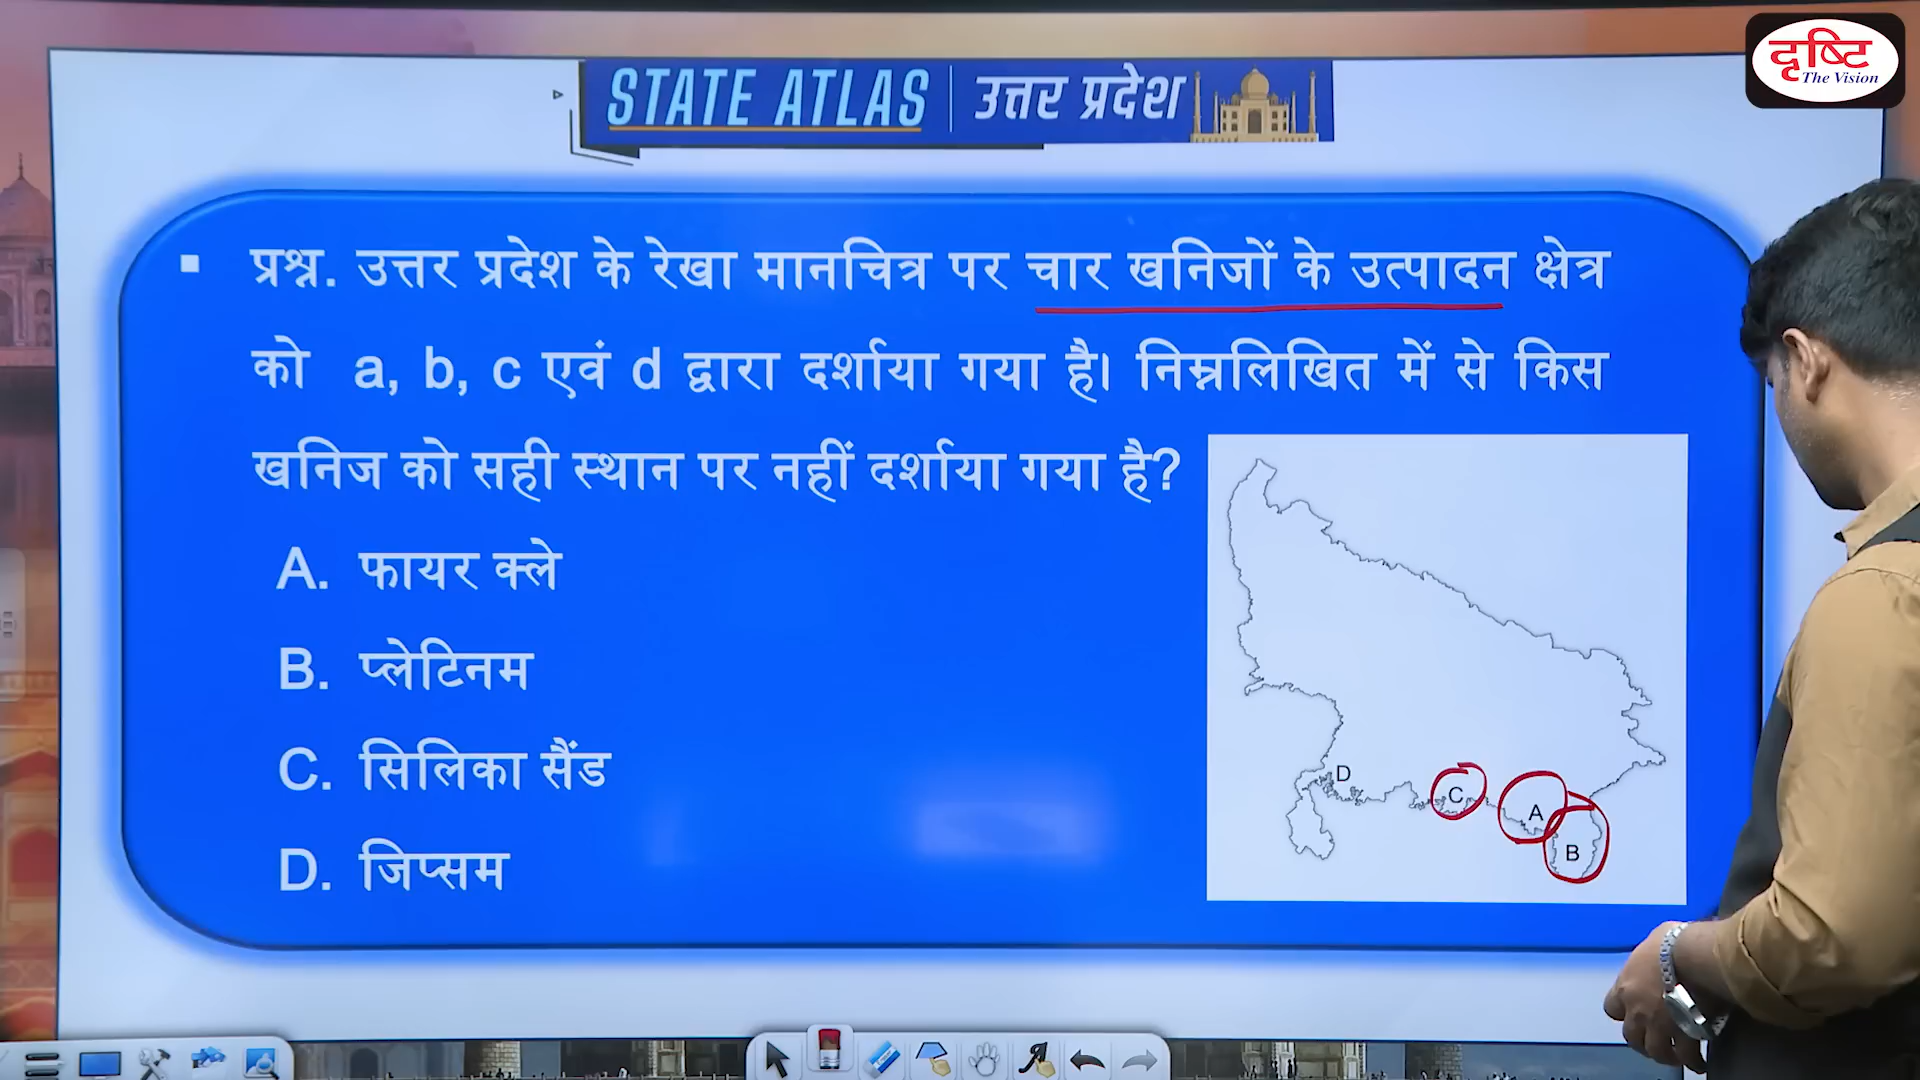 दृष्टि
The Vision
STATE ATLAS उत्तर प्रदेश
प्रश्न. उत्तर प्रदेश के रेखा मानचित्र पर चार खनिजों के उत्पादन क्षेत्र
को a, b, c एवं d द्वारा दर्शाया गया है। निम्नलिखित में से किस
खनिज को सही स्थान पर नहीं दर्शाया गया है?
A. फायर क्ले
B. प्लेटिनम
C. सिलिका सैंड
D. जिप्सम
D
C
A
B